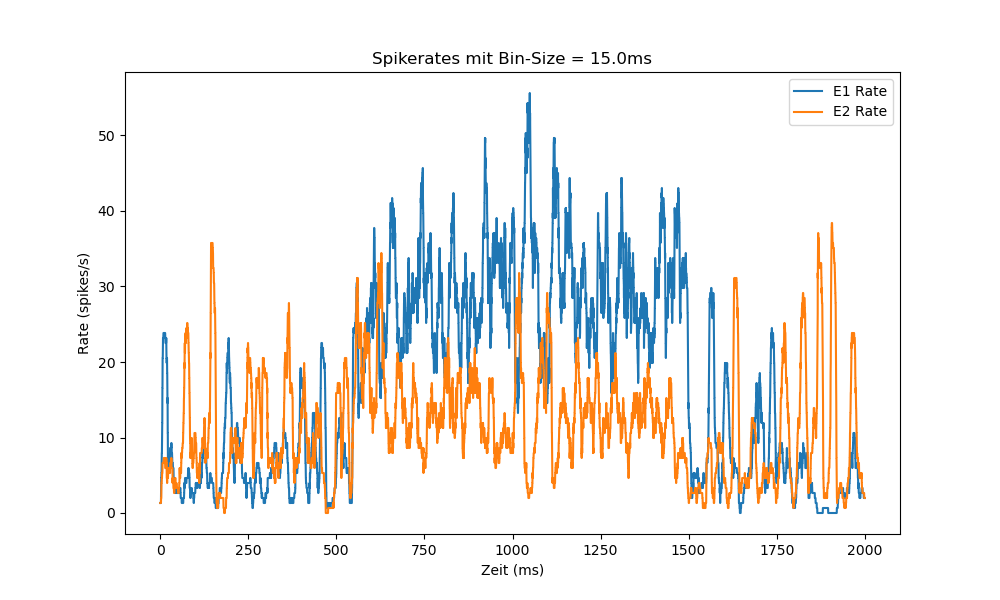 Spikerates mit Bin-Size = 15.0ms
E1 Rate
E2 Rate
Rate (spikes/s)
50
40
30
20
10
0
0 250 500 750 1000 1250 1500 1750 2000
Zeit (ms)